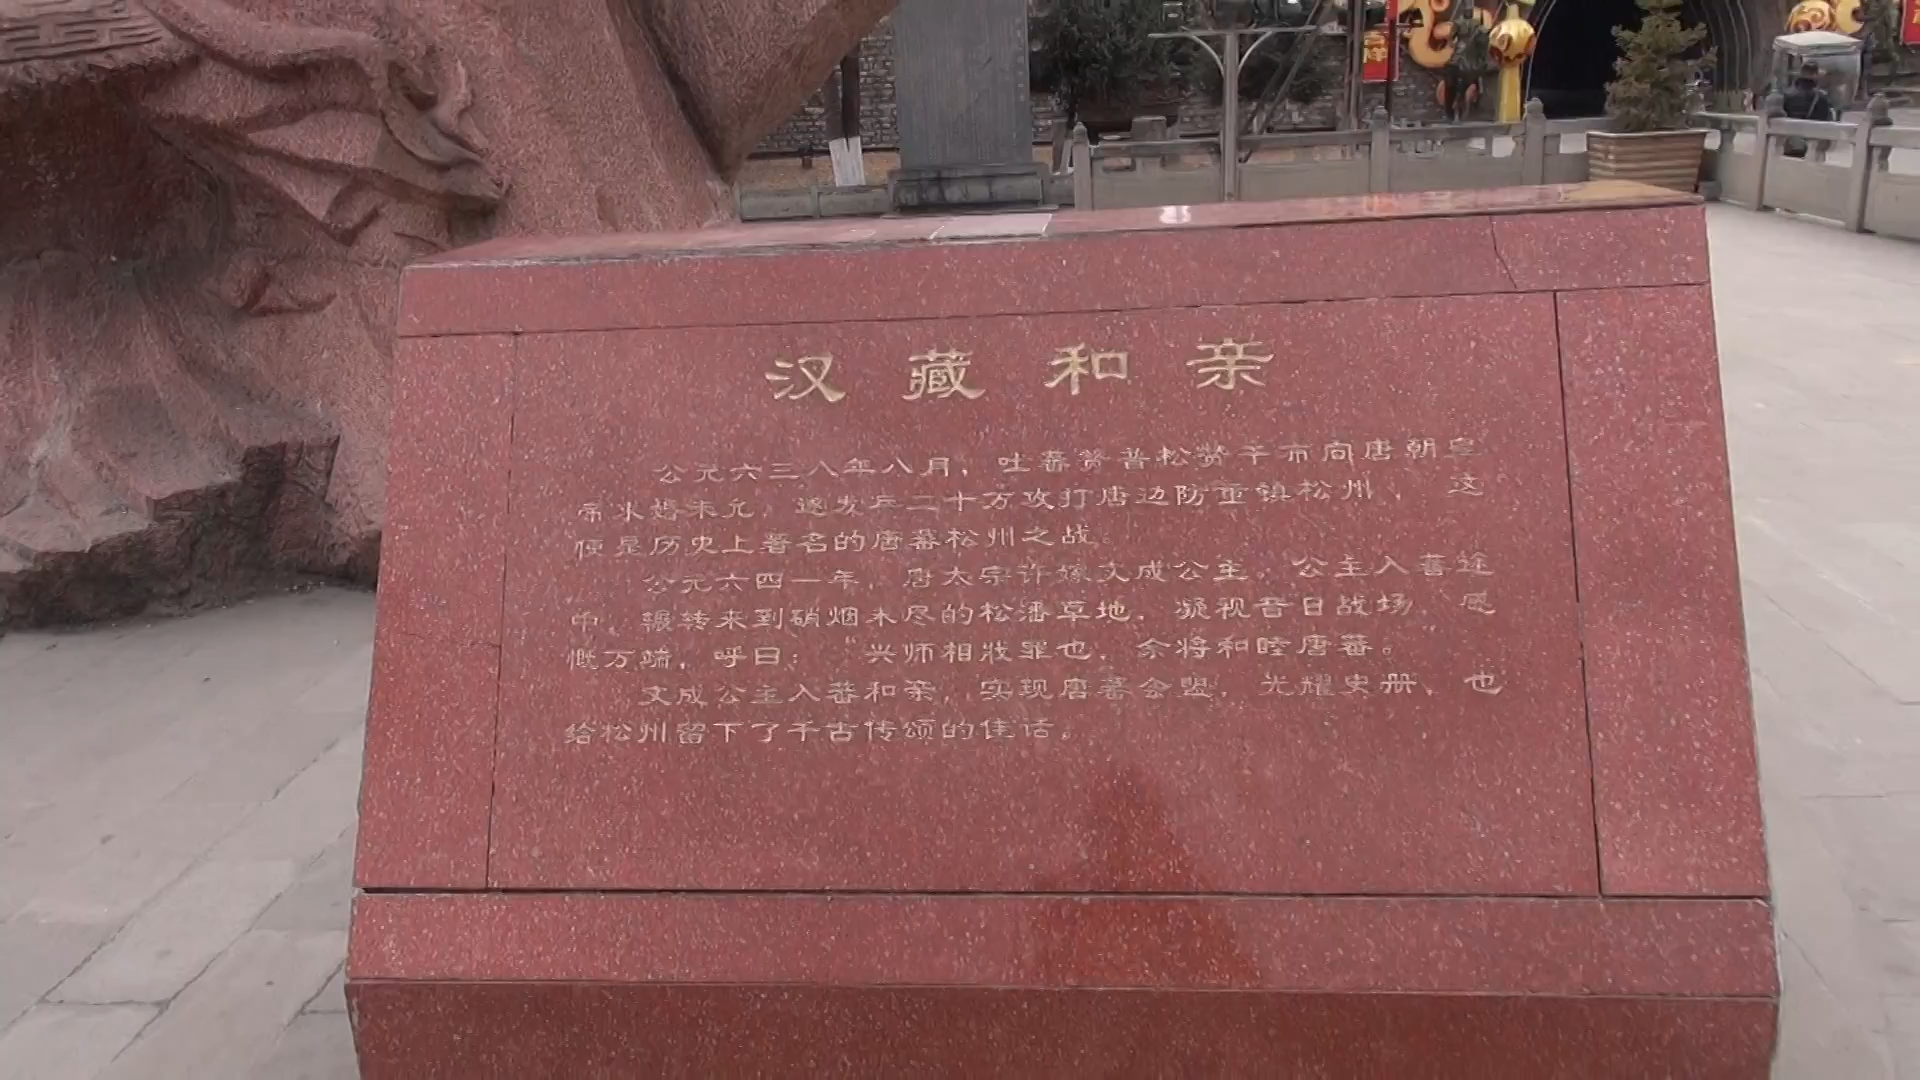 汉藏和亲
公元六三八年八月，吐蕃赞普松赞干布向唐朝皇
帝求婚未允，遂发兵二十万攻打唐边防重镇松州，这
便是历史上著名的唐蕃松州之战。
公元六四一年，唐太宗许嫁文成公主。公主入蕃途
中，辗转来到硝烟未尽的松潘草地，凝视昔日战场，感
慨万端，呼曰：“兴师相戕罪也，余将和睦唐蕃。
文成公主入蕃和亲，实现唐蕃会盟，光耀史册、也
给松州留下了千古传颂的佳话。